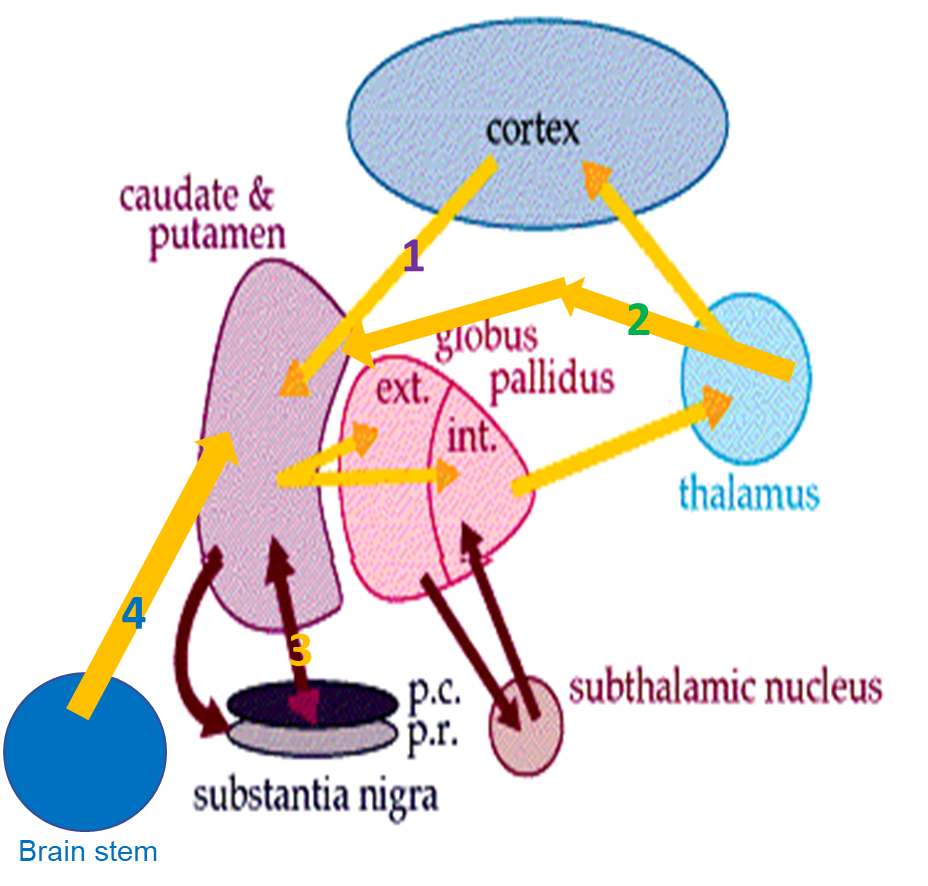 cortex
caudate &
putamen
1
2
globus
pallidus
ext.
int.
thalamus
4
3
p.c.
p.r.
subthalamic nucleus
substantia nigra
Brain stem